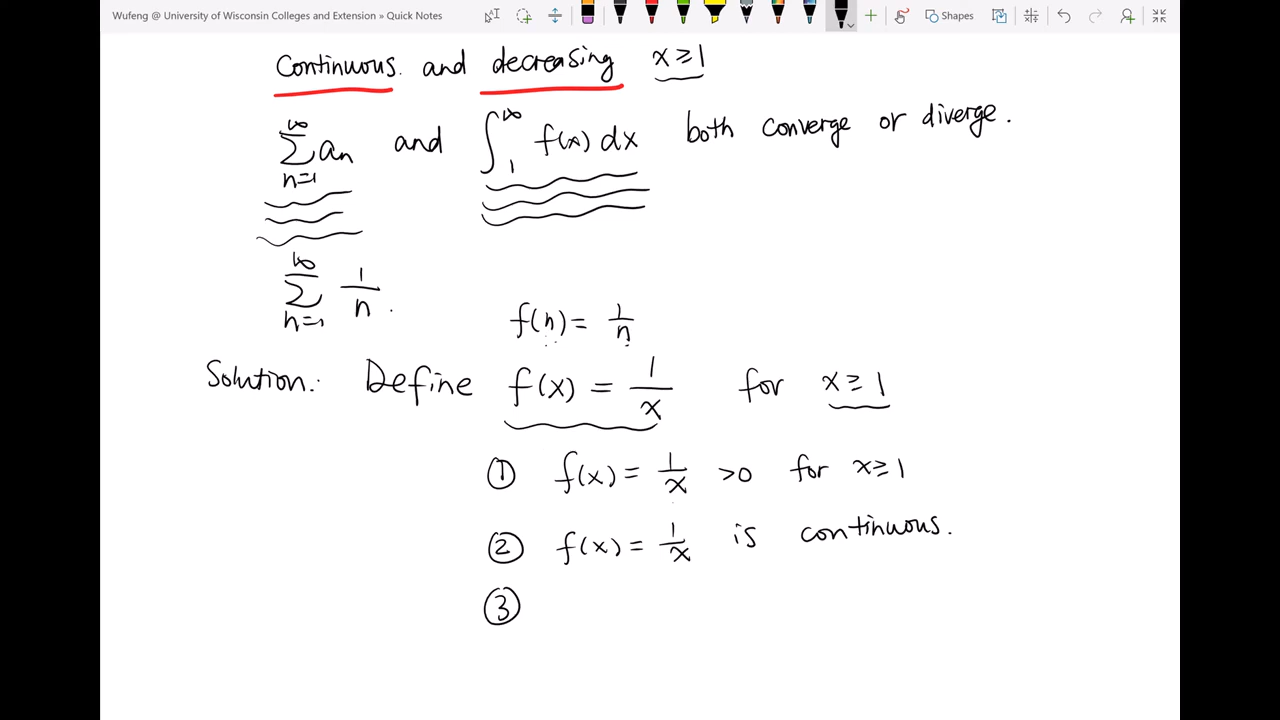 Wufeng @ University of Wisconsin Colleges and Extension » Quick Notes
Shapes
Continuous. and decreasing x ≥ 1
∑_{n=1}^{∞} a_n and ∫_1^∞ f(x) dx both converge or diverge.
∑_{n=1}^{∞} 1/n.
f(n) = 1/n
Solution: Define f(x) = 1/x for x ≥ 1
① f(x) = 1/x >0 for x ≥ 1
② f(x) = 1/x is continuous.
③